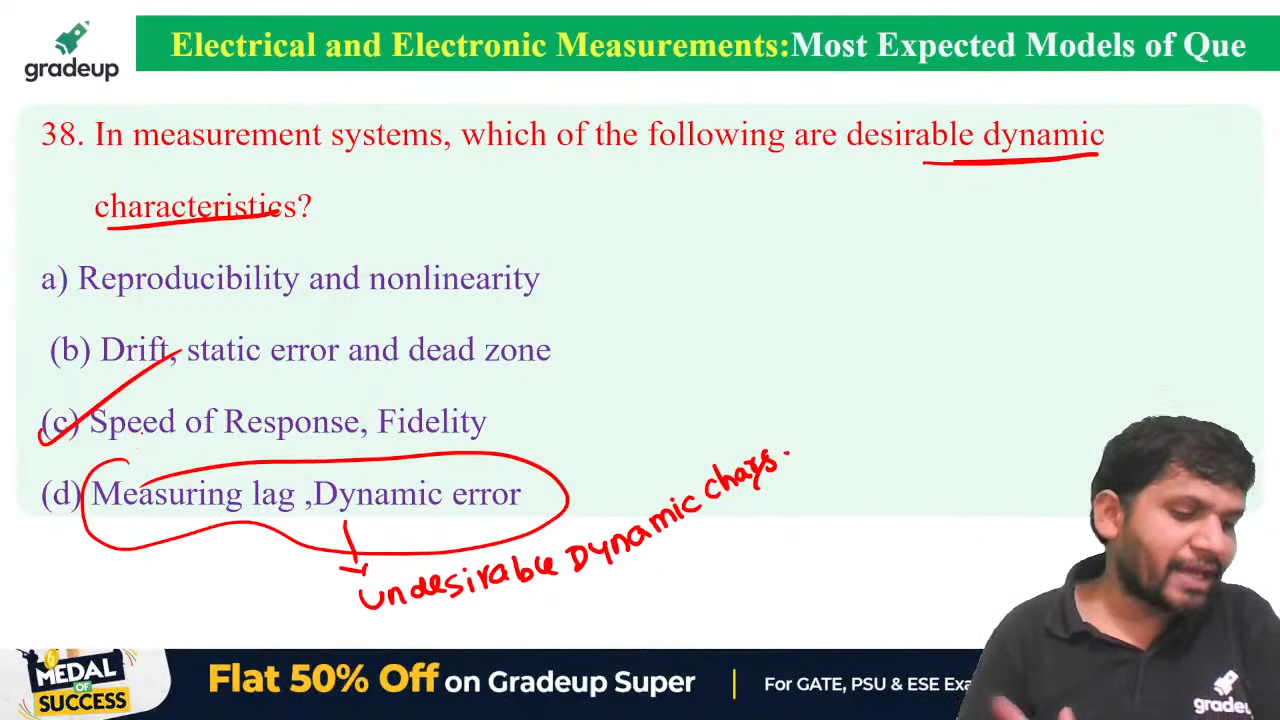 gradeup
Electrical and Electronic Measurements:Most Expected Models of Que
38. In measurement systems, which of the following are desirable dynamic
characteristics?
a) Reproducibility and nonlinearity
(b) Drift, static error and dead zone
(c) Speed of Response, Fidelity
(d) Measuring lag ,Dynamic error
undesirable Dynamic chars.
MEDAL
OF
SUCCESS
Flat 50% Off on Gradeup Super
For GATE, PSU & ESE Exa
gradeu